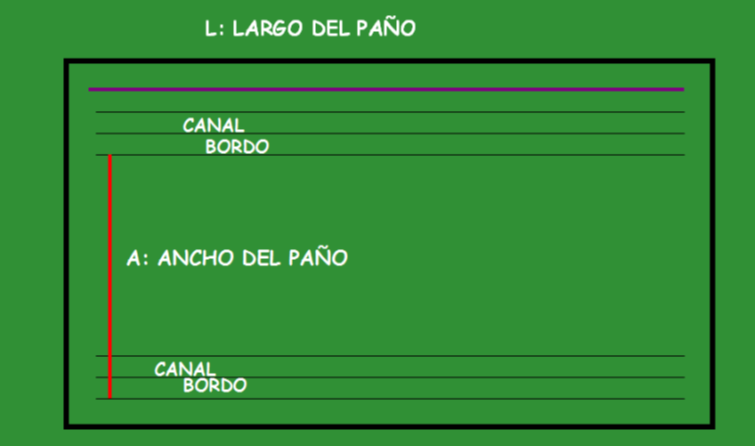 L: LARGO DEL PAÑO
CANAL
BORDO
A: ANCHO DEL PAÑO
CANAL
BORDO